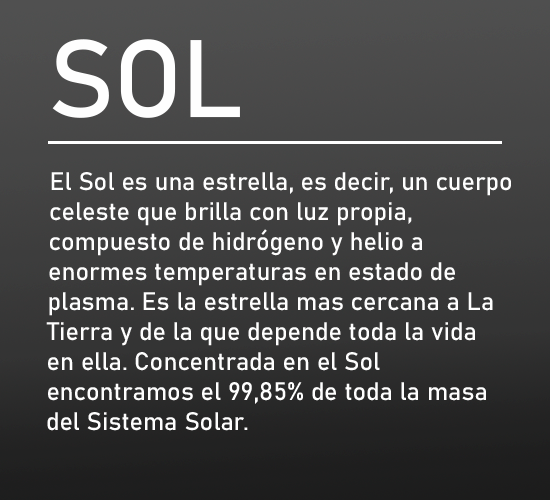 SOL
El Sol es una estrella, es decir, un cuerpo
celeste que brilla con luz propia,
compuesto de hidrógeno y helio a
enormes temperaturas en estado de
plasma. Es la estrella mas cercana a La
Tierra y de la que depende toda la vida
en ella. Concentrada en el Sol
encontramos el 99,85% de toda la masa
del Sistema Solar.